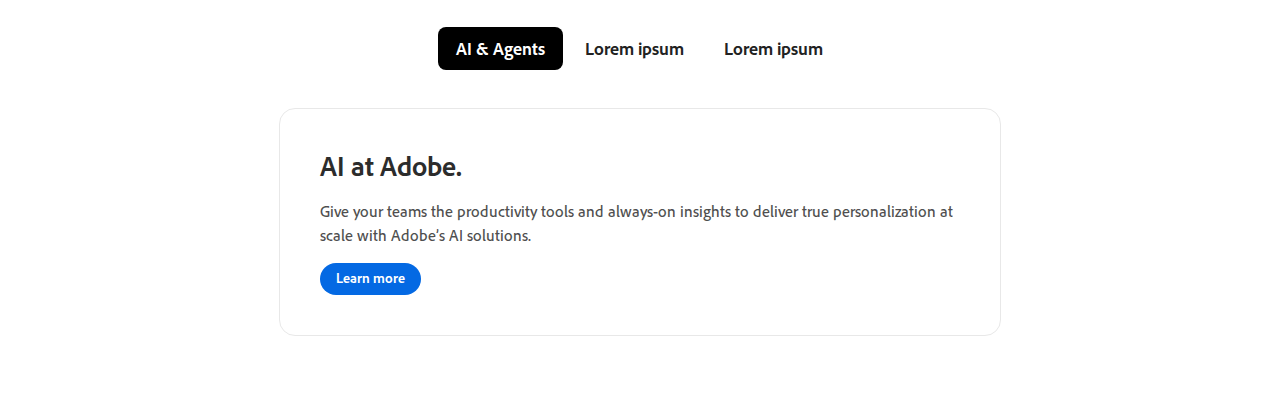 AI & Agents
Lorem ipsum
Lorem ipsum
AI at Adobe.
Give your teams the productivity tools and always-on insights to deliver true personalization at
scale with Adobe's AI solutions.
Learn more